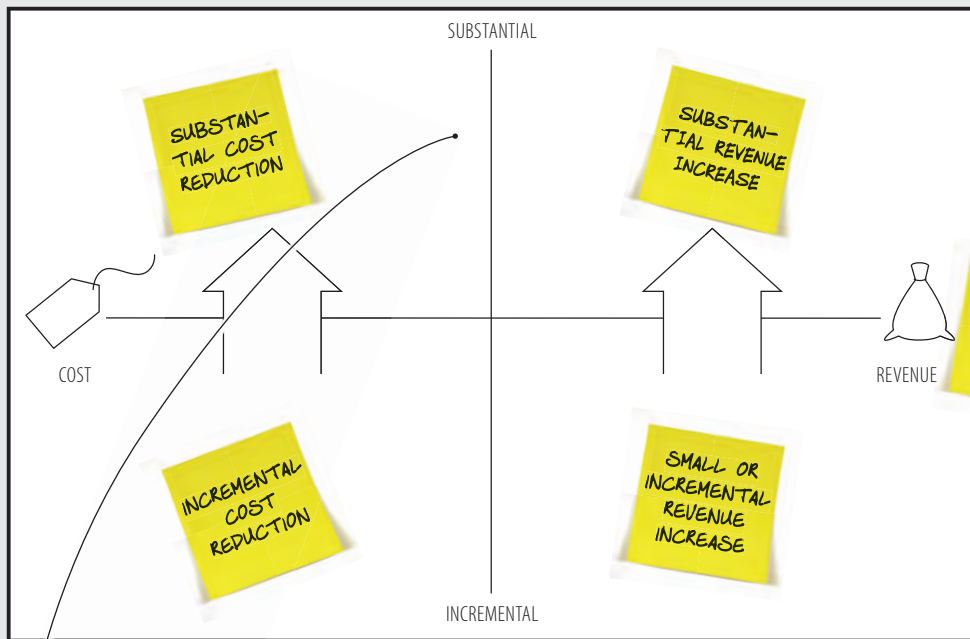 SUBSTANTIAL
SUBSTAN-
TIAL COST
REDUCTION
SUBSTAN-
TIAL REVENUE
INCREASE
COST
REVENUE
INCREMENTAL
COST
REDUCTION
SMALL OR
INCREMENTAL
REVENUE
INCREASE
INCREMENTAL